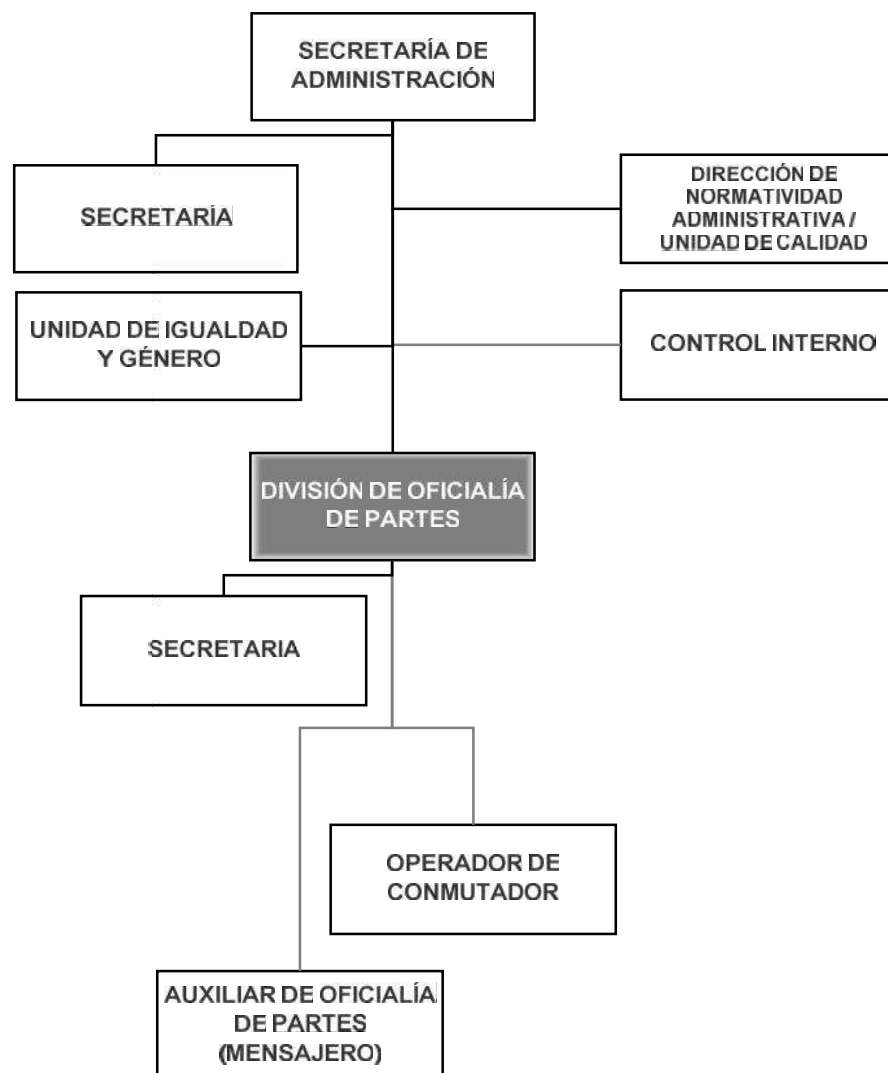 SECRETARÍA DE
ADMINISTRACIÓN
SECRETARÍA
DIRECCIÓN DE
NORMATIVIDAD
ADMINISTRATIVA /
UNIDAD DE CALIDAD
UNIDAD DE IGUALDAD
Y GÉNERO
CONTROL INTERNO
DIVISIÓN DE OFICIALÍA
DE PARTES
SECRETARIA
OPERADOR DE
CONMUTADOR
AUXILIAR DE OFICIALÍA
DE PARTES
(MENSAJERO)